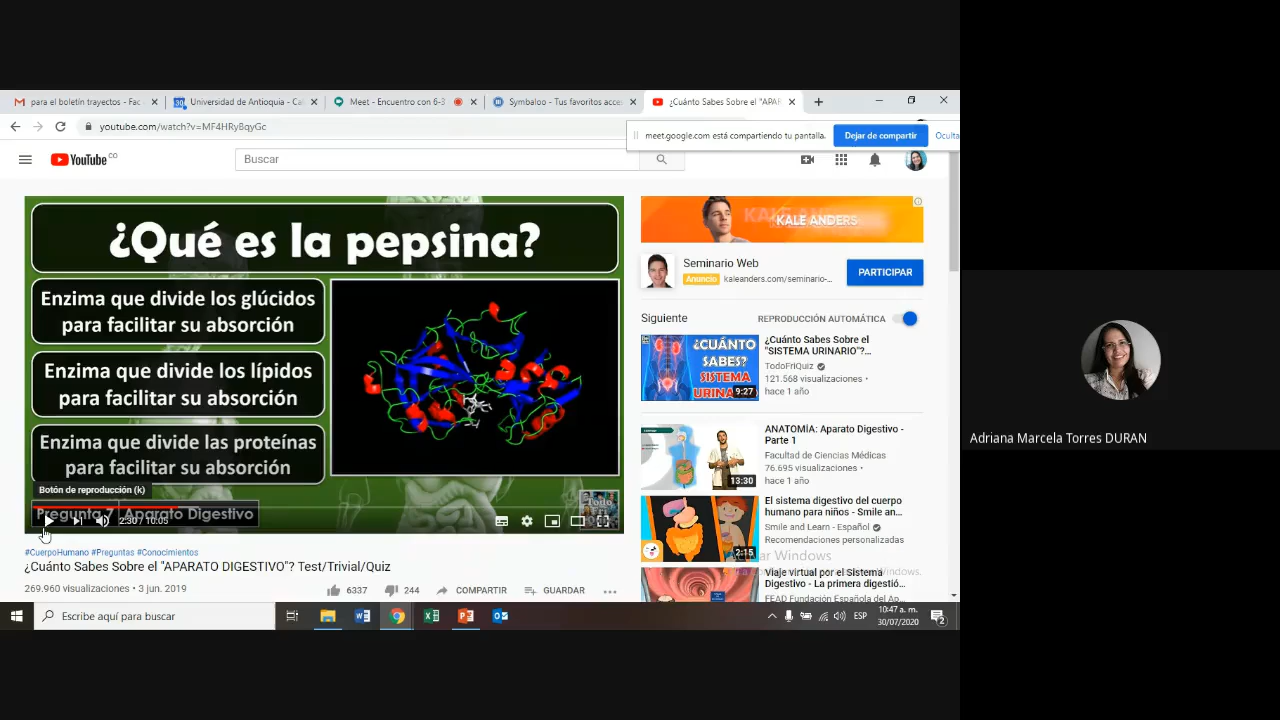 para el boletín trayectos - Fac
Universidad de Antioquia - Cal
Meet - Encuentro con 6-3
Symbaloo - Tus favoritos acce
¿Cuánto Sabes Sobre el "APAR
youtube.com/watch?v=MF4HRyBqyGc
meet.google.com está compartiendo tu pantalla.
Dejar de compartir
Oculta
YouTube CO
Buscar
¿Qué es la pepsina?
Enzima que divide los glúcidos
para facilitar su absorción
Enzima que divide los lípidos
para facilitar su absorción
Enzima que divide las proteínas
para facilitar su absorción
Botón de reproducción (k)
Pregunta 7 Aparato Digestivo
2:30 / 10:05
Todo
Fri
#CuerpoHumano #Preguntas #Conocimientos
¿Cuánto Sabes Sobre el "APARATO DIGESTIVO"? Test/Trivial/Quiz
269.960 visualizaciones • 3 jun. 2019
6337
244
COMPARTIR
GUARDAR
KALE ANDERS
Seminario Web
Anuncio kaleanders.com/seminario-...
PARTICIPAR
Siguiente
REPRODUCCIÓN AUTOMÁTICA
¿CUÁNTO
SABES?
SISTEMA
URINA
9:27
¿Cuánto Sabes Sobre el
"SISTEMA URINARIO"?...
TodoFriQuiz
121.568 visualizaciones •
hace 1 año
13:30
ANATOMÍA: Aparato Digestivo -
Parte 1
Facultad de Ciencias Médicas
76.695 visualizaciones •
hace 1 año
2:15
El sistema digestivo del cuerpo
humano para niños - Smile an...
Smile and Learn - Español
Recomendaciones personalizadas
Windows
Viaje virtual por el Sistema
Digestivo - La primera digestió...
FEAD Fundación Española del Ap...
Escribe aquí para buscar
ESP
10:47 a. m.
30/07/2020
2
Adriana Marcela Torres DURAN